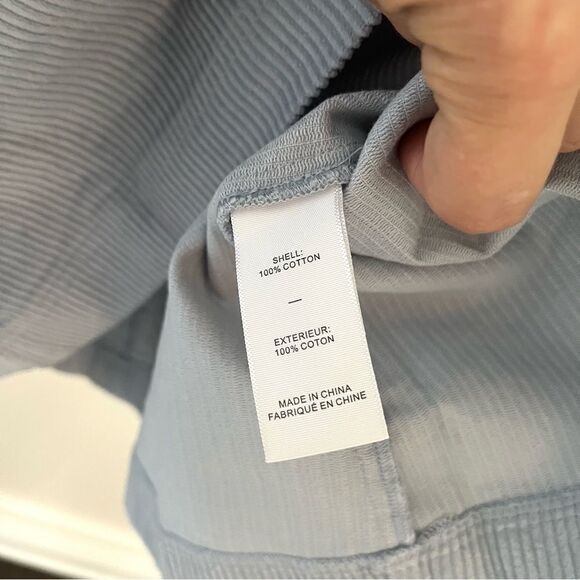 SHELL:
100% COTTON
—
EXTERIEUR:
100% COTON
MADE IN CHINA
FABRIQUÉ EN CHINE